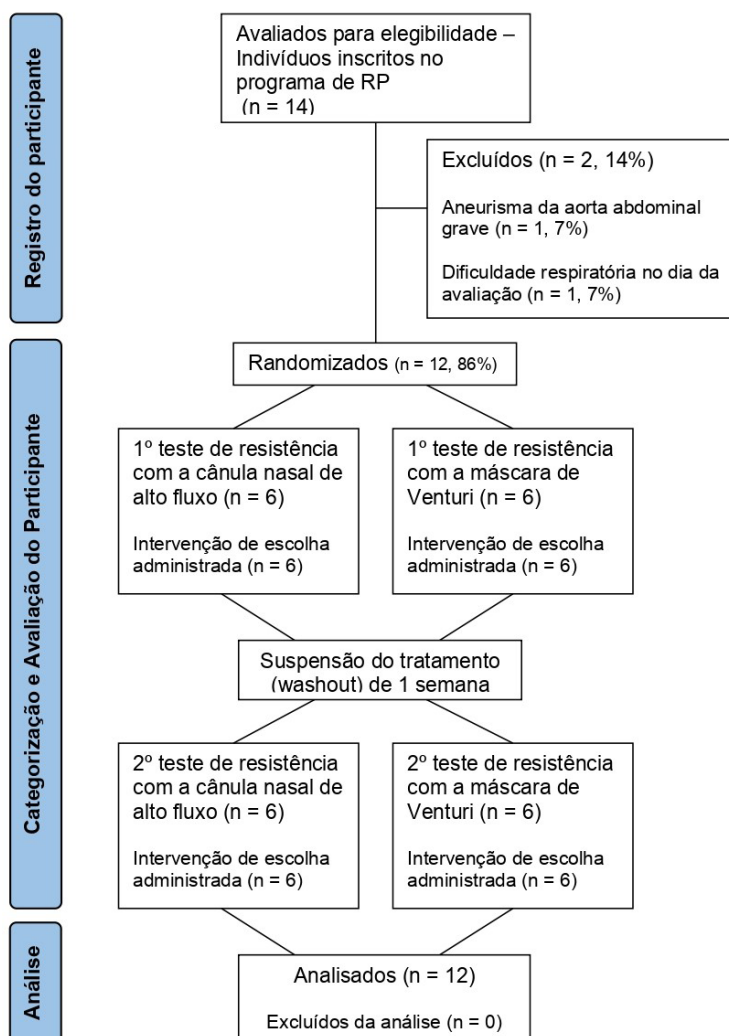 Registro do participante
Avaliados para elegibilidade –
Indivíduos inscritos no
programa de RP
(n = 14)
Excluídos (n = 2, 14%)
Aneurisma da aorta abdominal
grave (n = 1, 7%)
Dificuldade respiratória no dia da
avaliação (n = 1, 7%)
Categorização e Avaliação do Participante
Randomizados (n = 12, 86%)
1º teste de resistência
com a cânula nasal de
alto fluxo (n = 6)
Intervenção de escolha
administrada (n = 6)
1º teste de resistência
com a máscara de
Venturi (n = 6)
Intervenção de escolha
administrada (n = 6)
Suspensão do tratamento
(washout) de 1 semana
2º teste de resistência
com a cânula nasal de
alto fluxo (n = 6)
Intervenção de escolha
administrada (n = 6)
2º teste de resistência
com a máscara de
Venturi (n = 6)
Intervenção de escolha
administrada (n = 6)
Análise
Analisados (n = 12)
Excluídos da análise (n = 0)